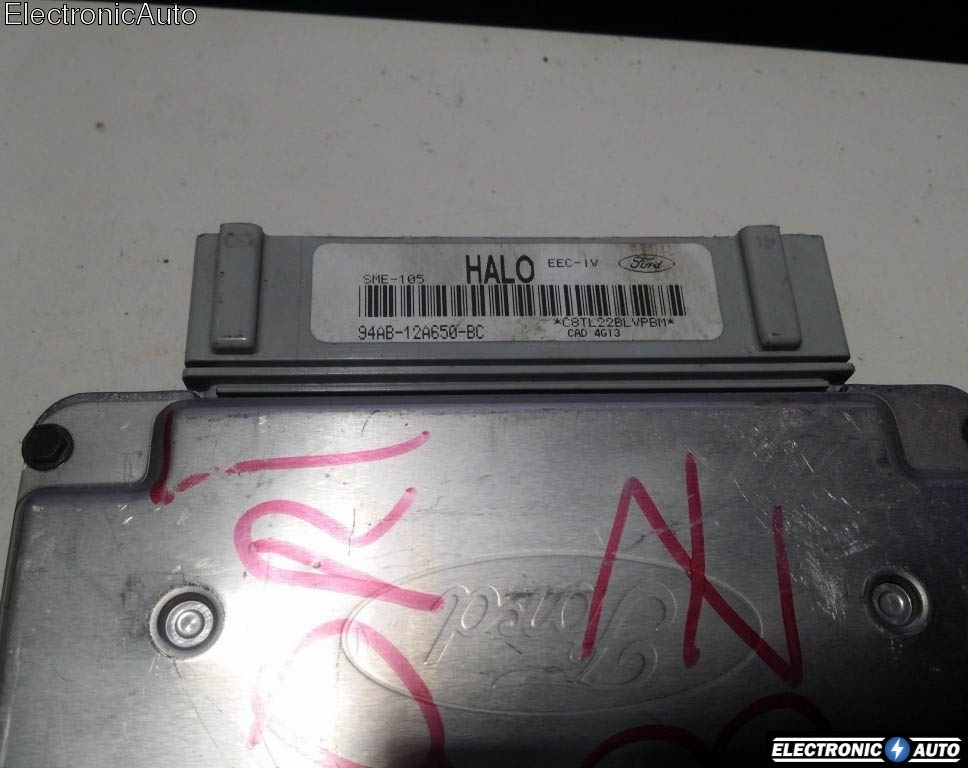 ElectronicAuto
SME-105 HALO EEC-IV Ford
94AB-12A650-BC *C8TL22BLVPBM*
CAD 4G13
Ford
ELECTRONIC AUTO